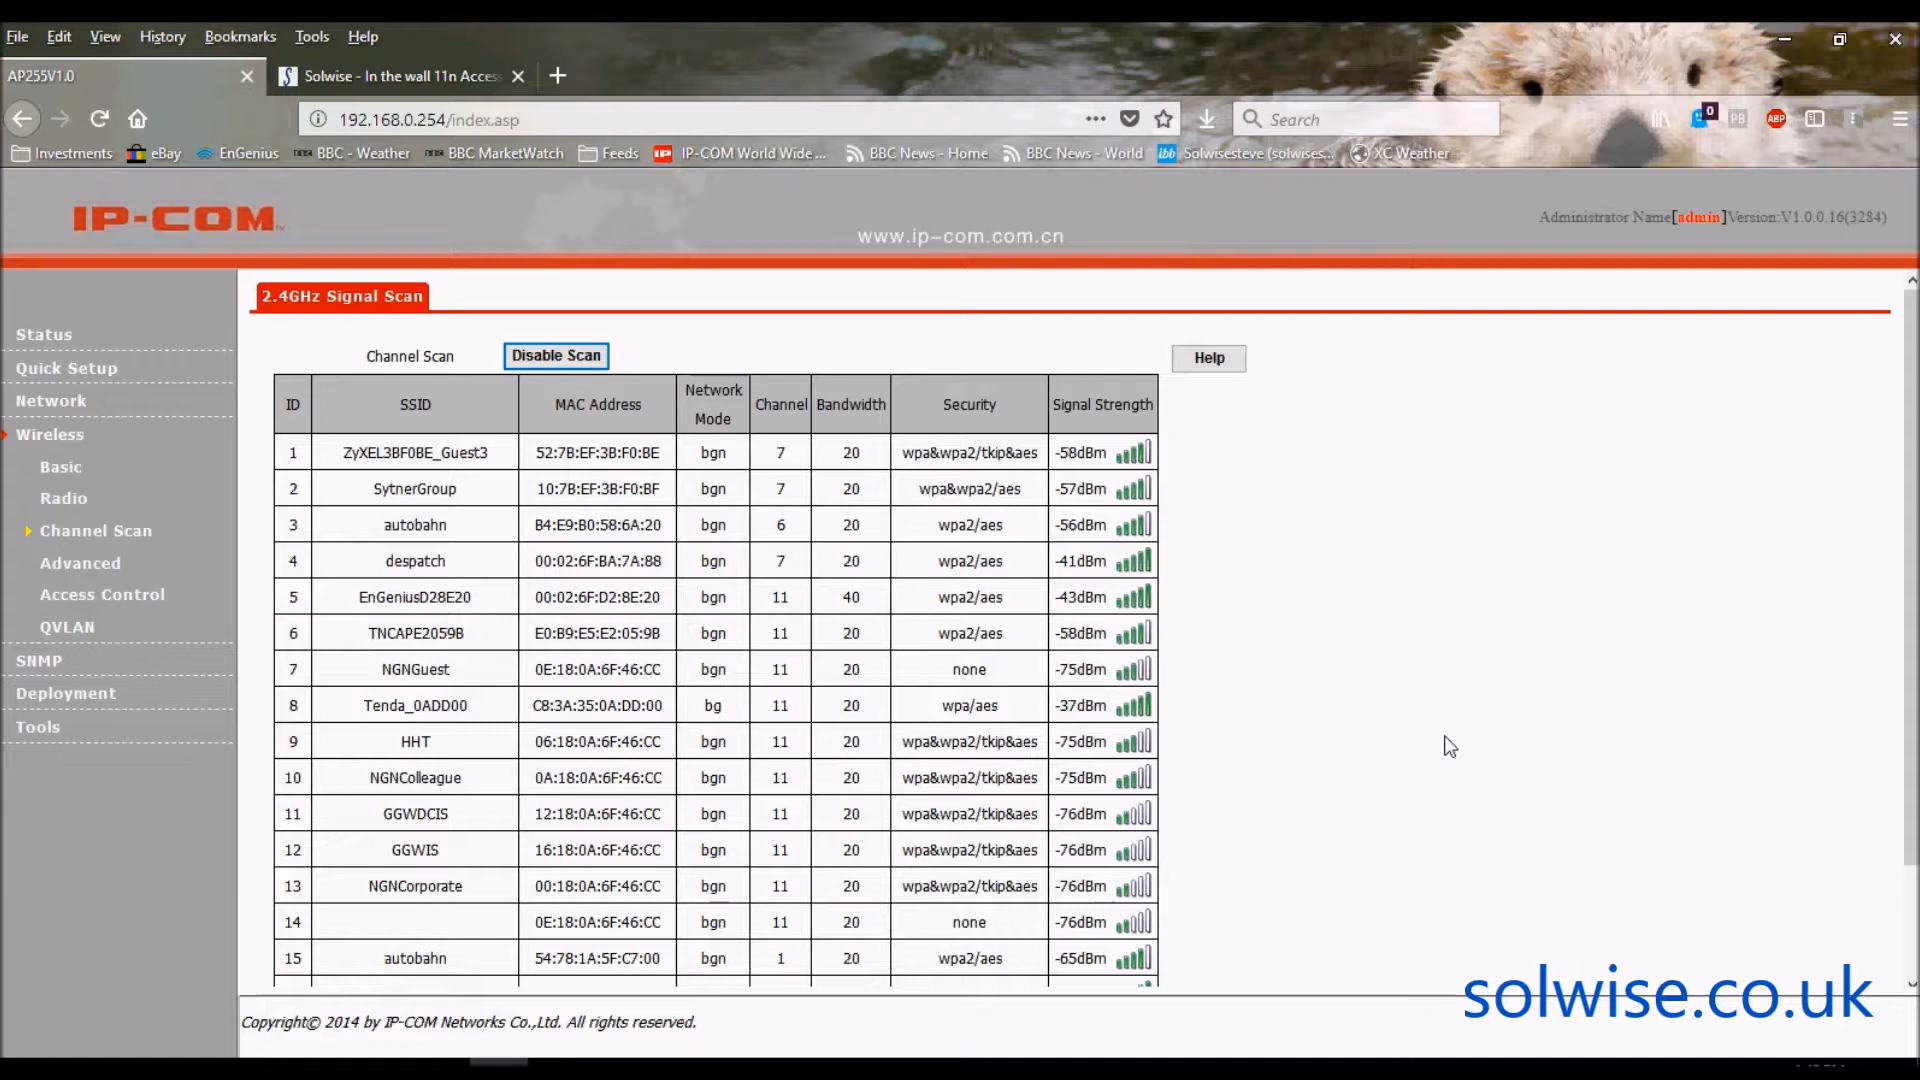 File Edit View History Bookmarks Tools Help
AP255V1.0
Solwise - In the wall 11n Acces
192.168.0.254/index.asp
Search
0
PB
ABP
Investments eBay EnGenius BBC - Weather BBC MarketWatch Feeds IP-COM World Wide ... BBC News - Home BBC News - World Solwisesteve (solwises... XC Weather
IP-COM
www.ip-com.com.cn
Administrator Name[admin]Version:V1.0.0.16(3284)
2.4GHz Signal Scan
Status
Quick Setup
Network
Wireless
Basic
Radio
Channel Scan
Advanced
Access Control
QVLAN
SNMP
Deployment
Tools
Channel Scan Disable Scan Help
ID SSID MAC Address Network Mode Channel Bandwidth Security Signal Strength
1 ZyXEL3BF0BE_Guest3 52:7B:EF:3B:F0:BE bgn 7 20 wpa&wpa2/tkip&aes -58dBm
2 SytnerGroup 10:7B:EF:3B:F0:BF bgn 7 20 wpa&wpa2/aes -57dBm
3 autobahn B4:E9:B0:58:6A:20 bgn 6 20 wpa2/aes -56dBm
4 despatch 00:02:6F:BA:7A:88 bgn 7 20 wpa2/aes -41dBm
5 EnGeniusD28E20 00:02:6F:D2:8E:20 bgn 11 40 wpa2/aes -43dBm
6 TNCAPE2059B E0:B9:E5:E2:05:9B bgn 11 20 wpa2/aes -58dBm
7 NGNGuest 0E:18:0A:6F:46:CC bgn 11 20 none -75dBm
8 Tenda_0ADD00 C8:3A:35:0A:DD:00 bg 11 20 wpa/aes -37dBm
9 HHT 06:18:0A:6F:46:CC bgn 11 20 wpa&wpa2/tkip&aes -75dBm
10 NGNColleague 0A:18:0A:6F:46:CC bgn 11 20 wpa&wpa2/tkip&aes -75dBm
11 GGWDCIS 12:18:0A:6F:46:CC bgn 11 20 wpa&wpa2/tkip&aes -76dBm
12 GGWIS 16:18:0A:6F:46:CC bgn 11 20 wpa&wpa2/tkip&aes -76dBm
13 NGNCorporate 00:18:0A:6F:46:CC bgn 11 20 wpa&wpa2/tkip&aes -76dBm
14 0E:18:0A:6F:46:CC bgn 11 20 none -76dBm
15 autobahn 54:78:1A:5F:C7:00 bgn 1 20 wpa2/aes -65dBm
solwise.co.uk
Copyright© 2014 by IP-COM Networks Co.,Ltd. All rights reserved.